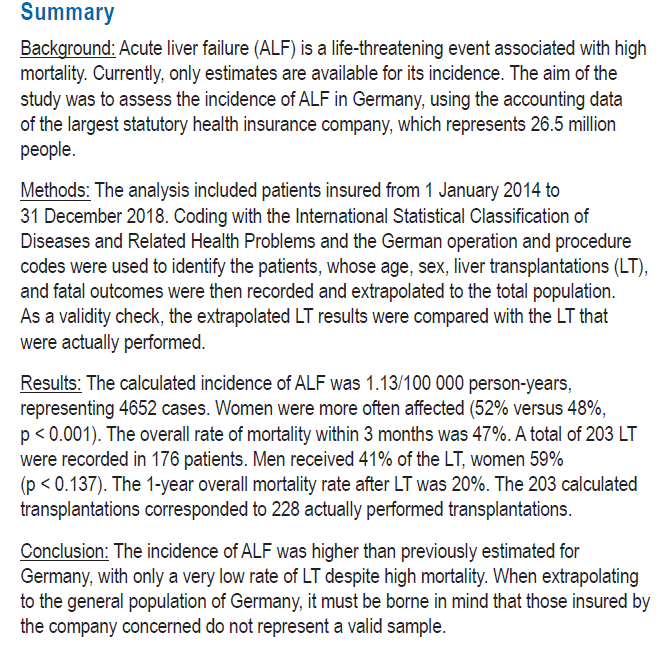 Summary
Background: Acute liver failure (ALF) is a life-threatening event associated with high
mortality. Currently, only estimates are available for its incidence. The aim of the
study was to assess the incidence of ALF in Germany, using the accounting data
of the largest statutory health insurance company, which represents 26.5 million
people.
Methods: The analysis included patients insured from 1 January 2014 to
31 December 2018. Coding with the International Statistical Classification of
Diseases and Related Health Problems and the German operation and procedure
codes were used to identify the patients, whose age, sex, liver transplantations (LT),
and fatal outcomes were then recorded and extrapolated to the total population.
As a validity check, the extrapolated LT results were compared with the LT that
were actually performed.
Results: The calculated incidence of ALF was 1.13/100 000 person-years,
representing 4652 cases. Women were more often affected (52% versus 48%,
p < 0.001). The overall rate of mortality within 3 months was 47%. A total of 203 LT
were recorded in 176 patients. Men received 41% of the LT, women 59%
(p < 0.137). The 1-year overall mortality rate after LT was 20%. The 203 calculated
transplantations corresponded to 228 actually performed transplantations.
Conclusion: The incidence of ALF was higher than previously estimated for
Germany, with only a very low rate of LT despite high mortality. When extrapolating
to the general population of Germany, it must be borne in mind that those insured by
the company concerned do not represent a valid sample.